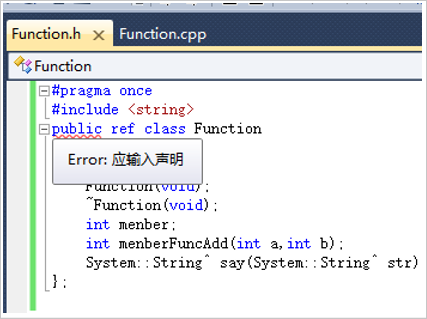 Function.h Function.cpp
Function
#pragma once
#include <string>
public ref class Function
Error: 应输入声明
Function(void);
~Function(void);
int menber;
int menberFuncAdd(int a,int b);
System::String^ say(System::String^ str)
};